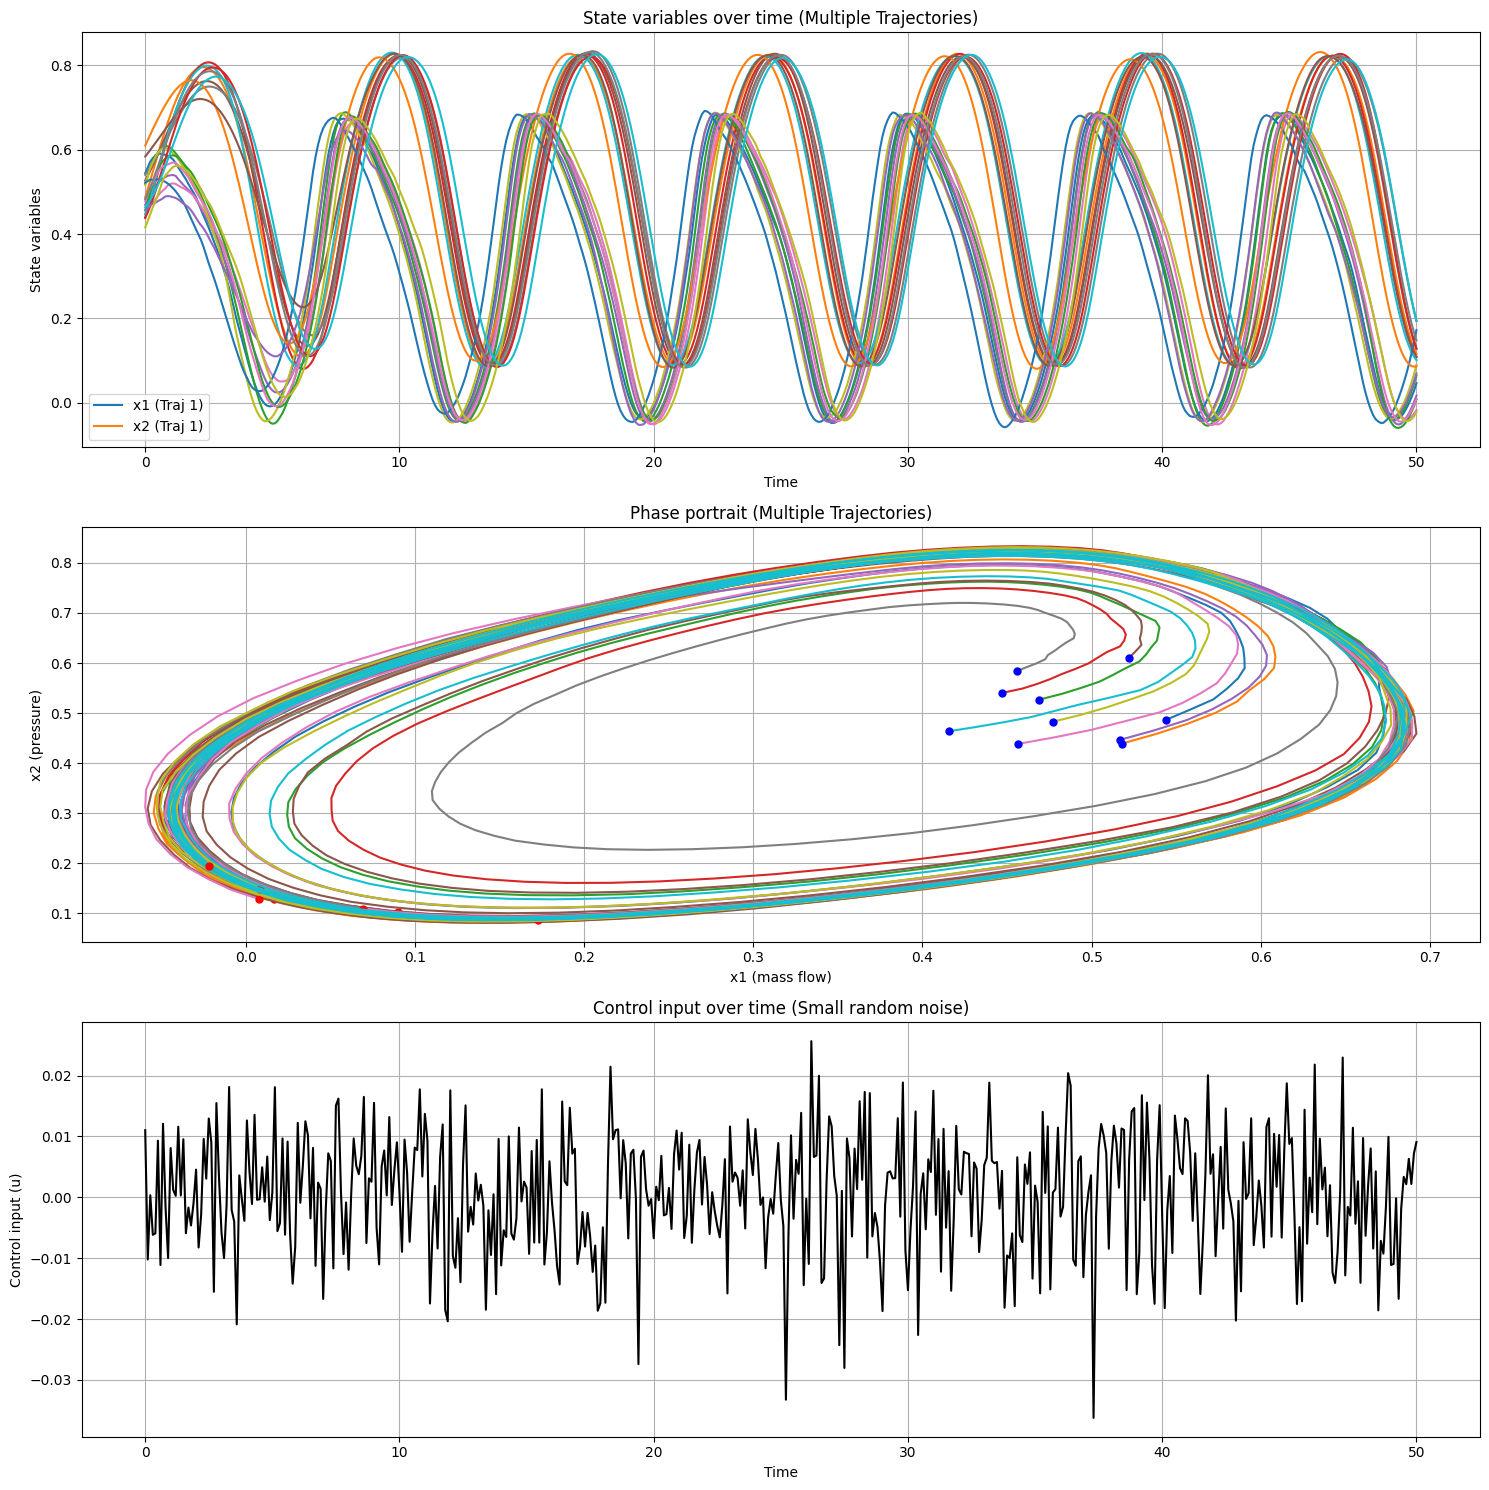 State variables over time (Multiple Trajectories)
State variables
0.8
0.6
0.4
0.2
0.0
x1 (Traj 1)
x2 (Traj 1)
0 10 20 30 40 50
Time
Phase portrait (Multiple Trajectories)
x2 (pressure)
0.8
0.7
0.6
0.5
0.4
0.3
0.2
0.1
0.0 0.1 0.2 0.3 0.4 0.5 0.6 0.7
x1 (mass flow)
Control input over time (Small random noise)
Control input (u)
0.02
0.01
0.00
−0.01
−0.02
−0.03
0 10 20 30 40 50
Time